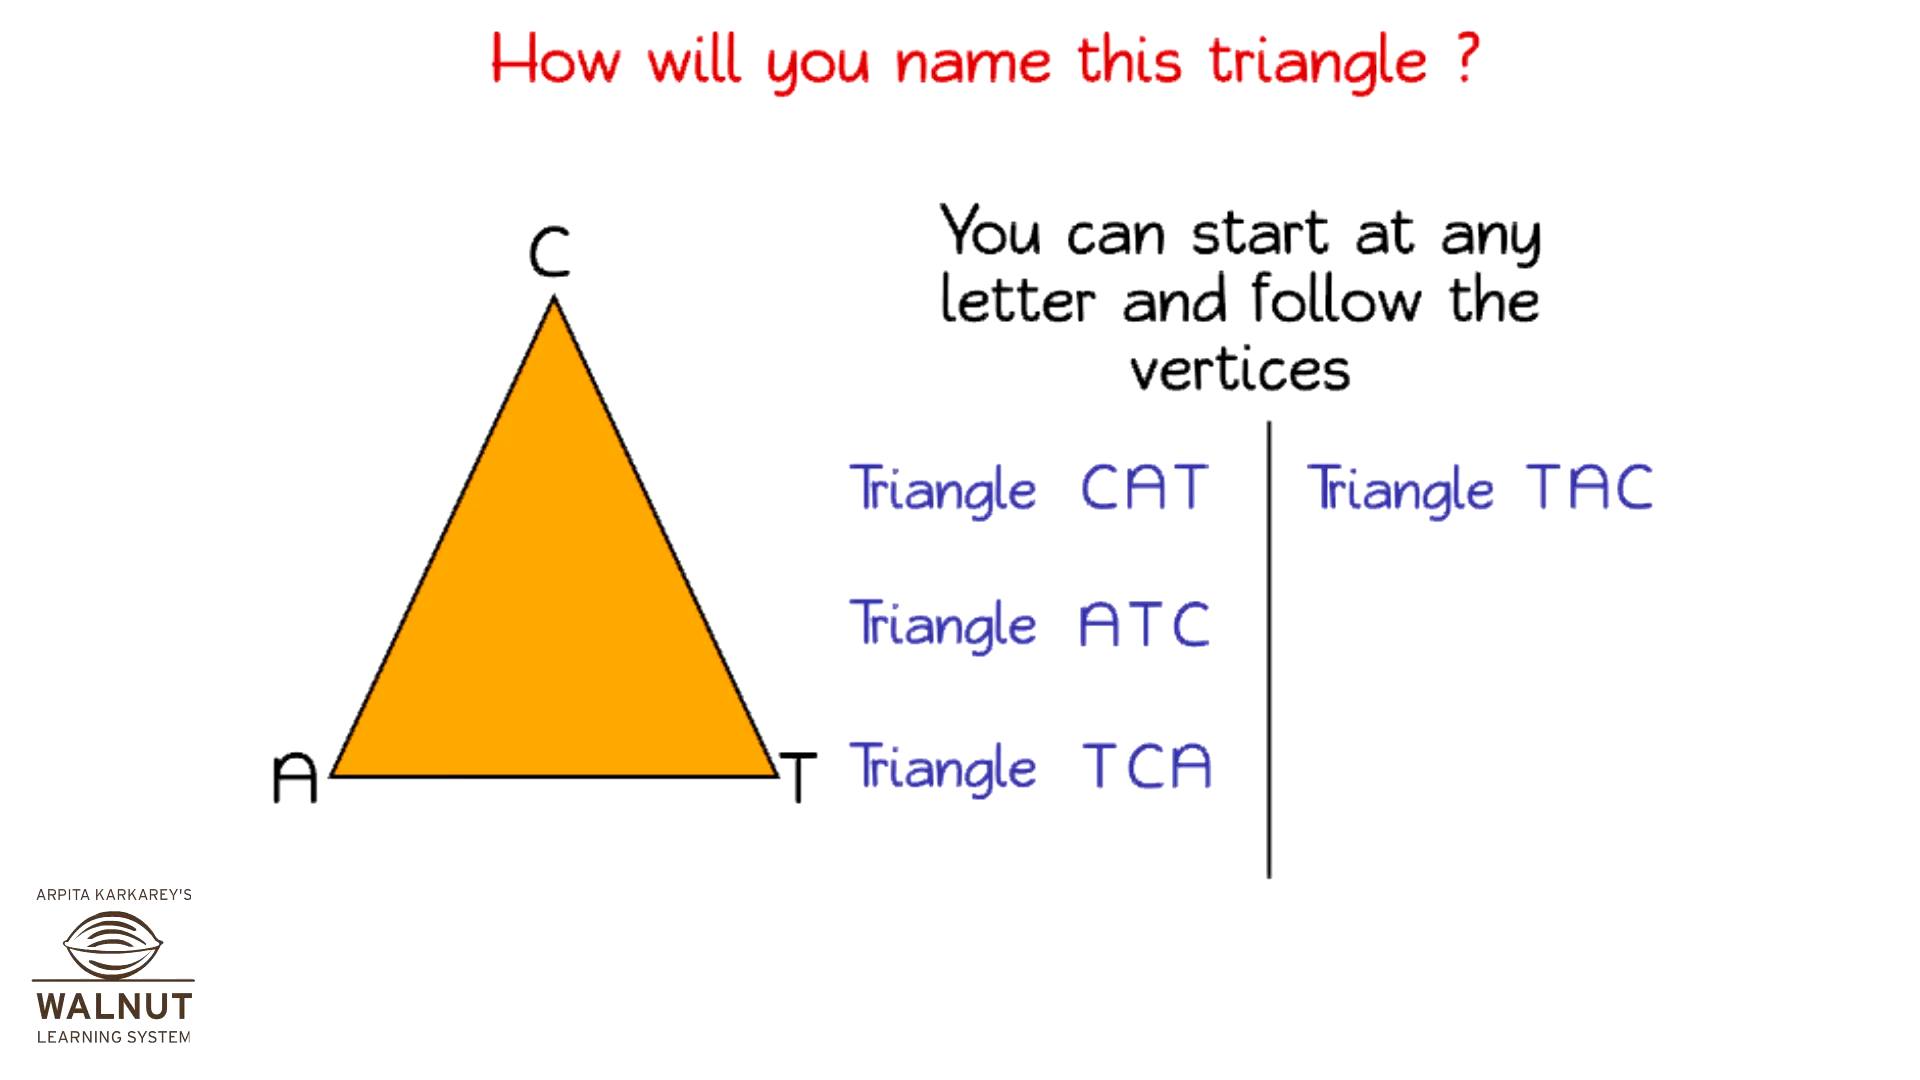 How will you name this triangle ?
You can start at any
letter and follow the
vertices
C
A
T
Triangle CAT
Triangle ATC
Triangle TCA
Triangle TAC
ARPITA KARKAREY'S
WALNUT
LEARNING SYSTEM